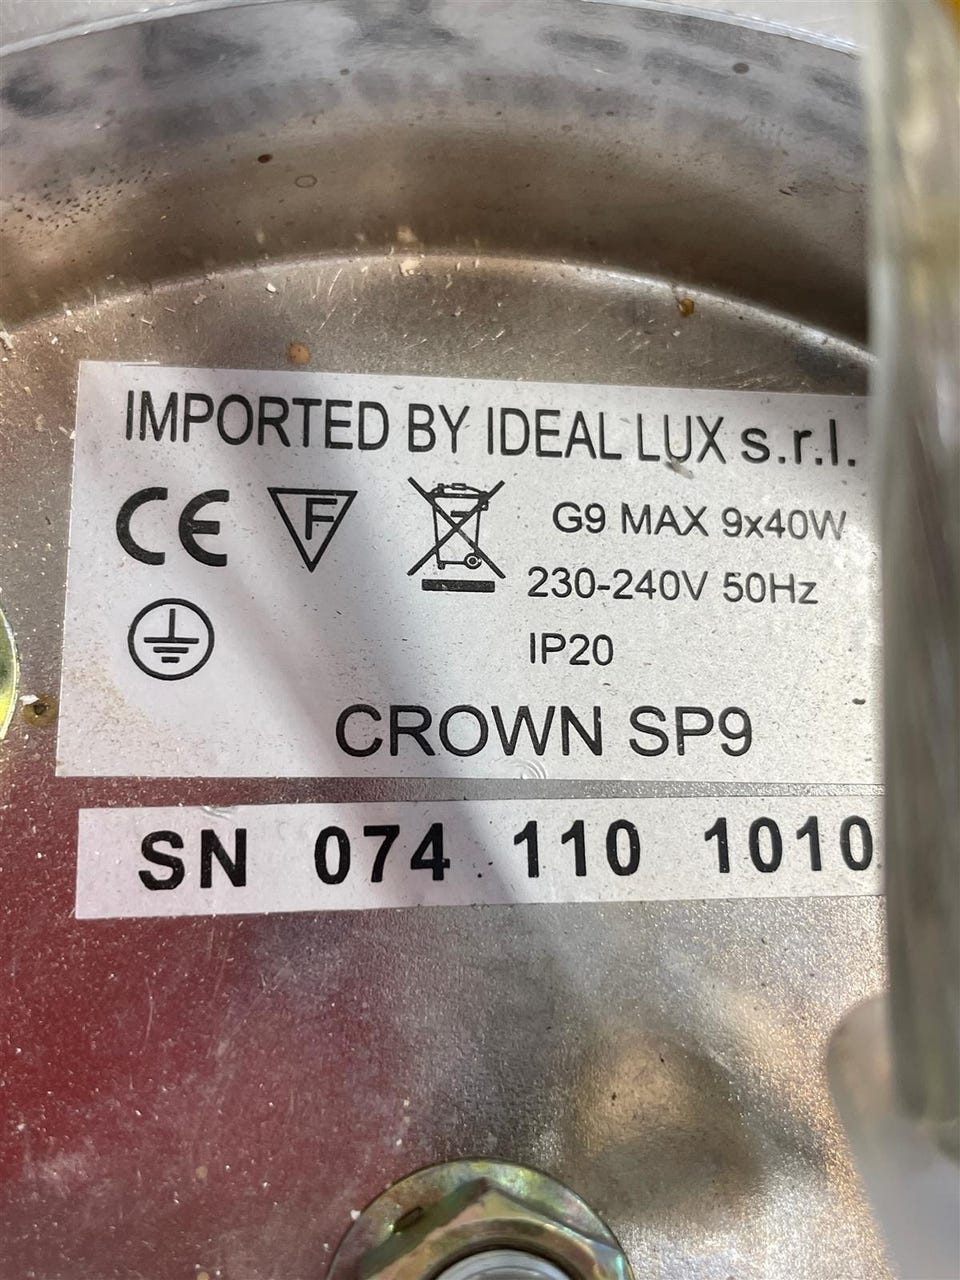 IMPORTED BY IDEAL LUX s.r.l.
CE F G9 MAX 9x40W
230-240V 50Hz
IP20
CROWN SP9
SN 074 110 1010